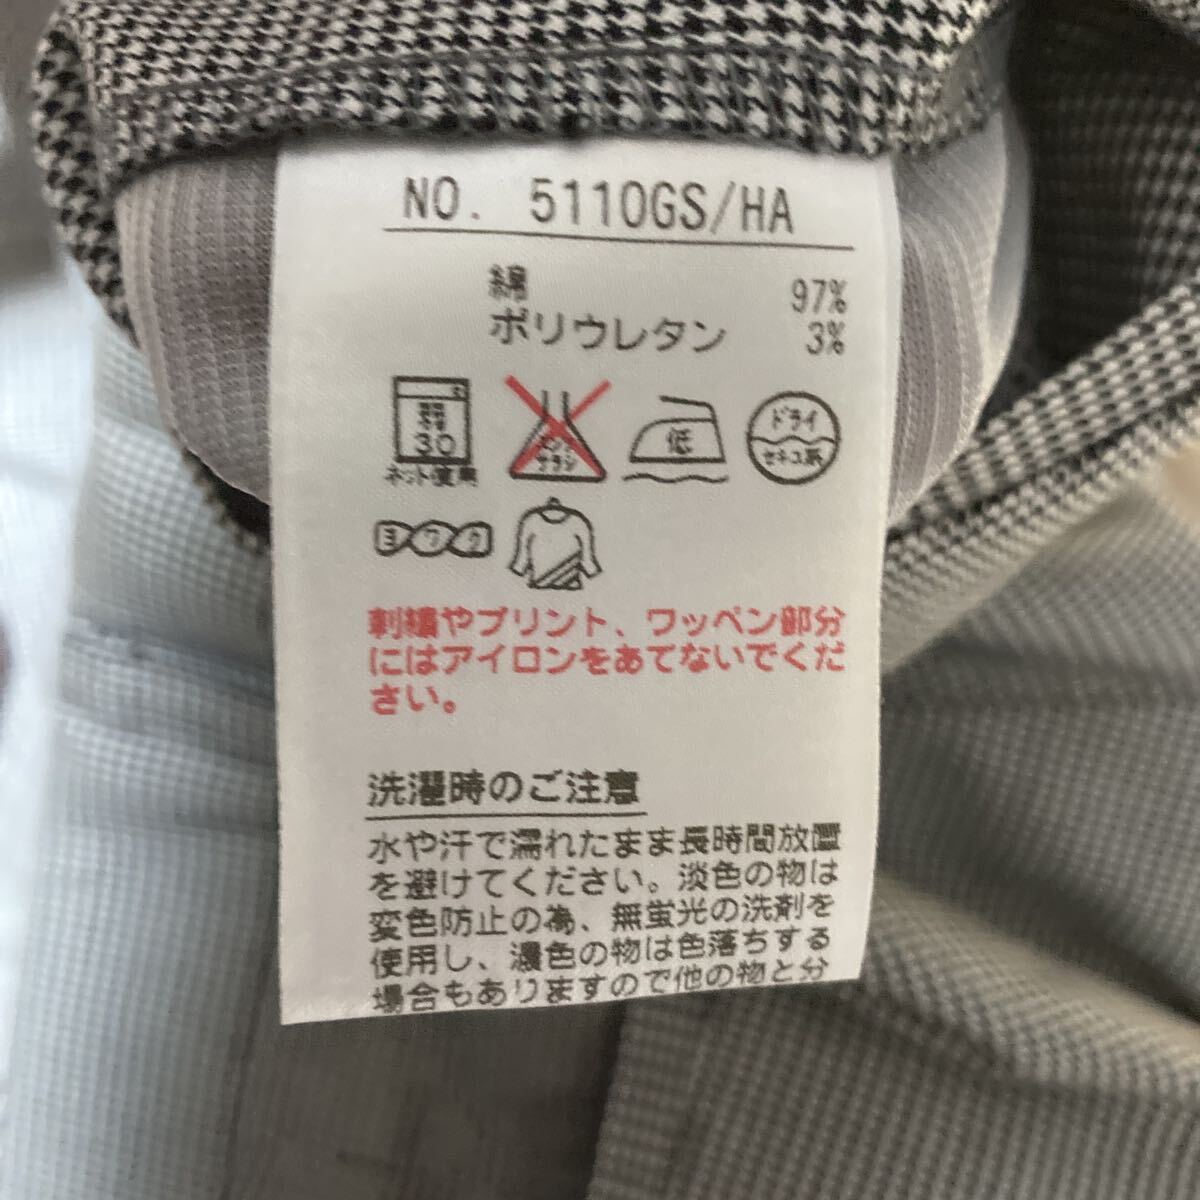 NO. 5110GS/HA
綿 97%
ポリウレタン 3%
30
ネット使用
エンソ
サラシ
低
ドライ
セキユ系
ヨワク
刺繍やプリント、ワッペン部分
にはアイロンをあてないでくだ
さい。
洗濯時のご注意
水や汗で濡れたまま長時間放置
を避けてください。淡色の物は
変色防止の為、無蛍光の洗剤を
使用し、濃色の物は色落ちする
場合もありますので他の物と分